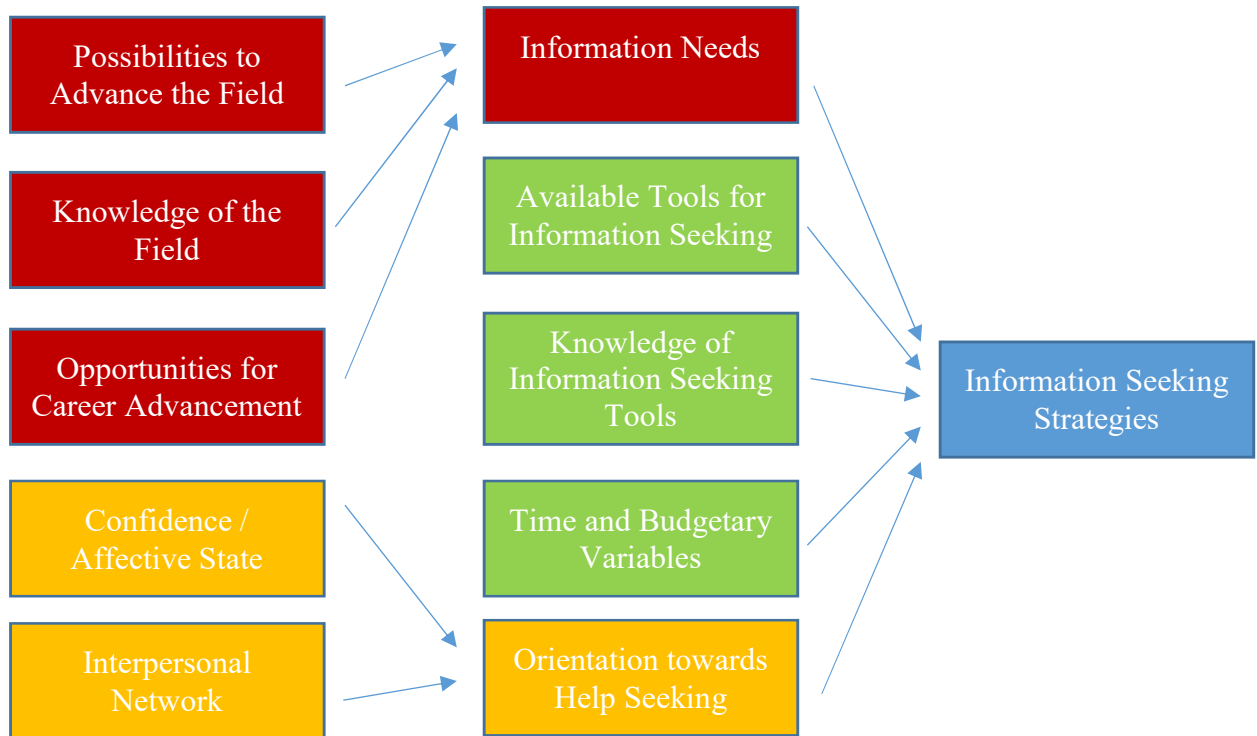 Possibilities to
Advance the Field
Knowledge of the
Field
Opportunities for
Career Advancement
Confidence /
Affective State
Interpersonal
Network
Information Needs
Available Tools for
Information Seeking
Knowledge of
Information Seeking
Tools
Time and Budgetary
Variables
Orientation towards
Help Seeking
Information Seeking
Strategies